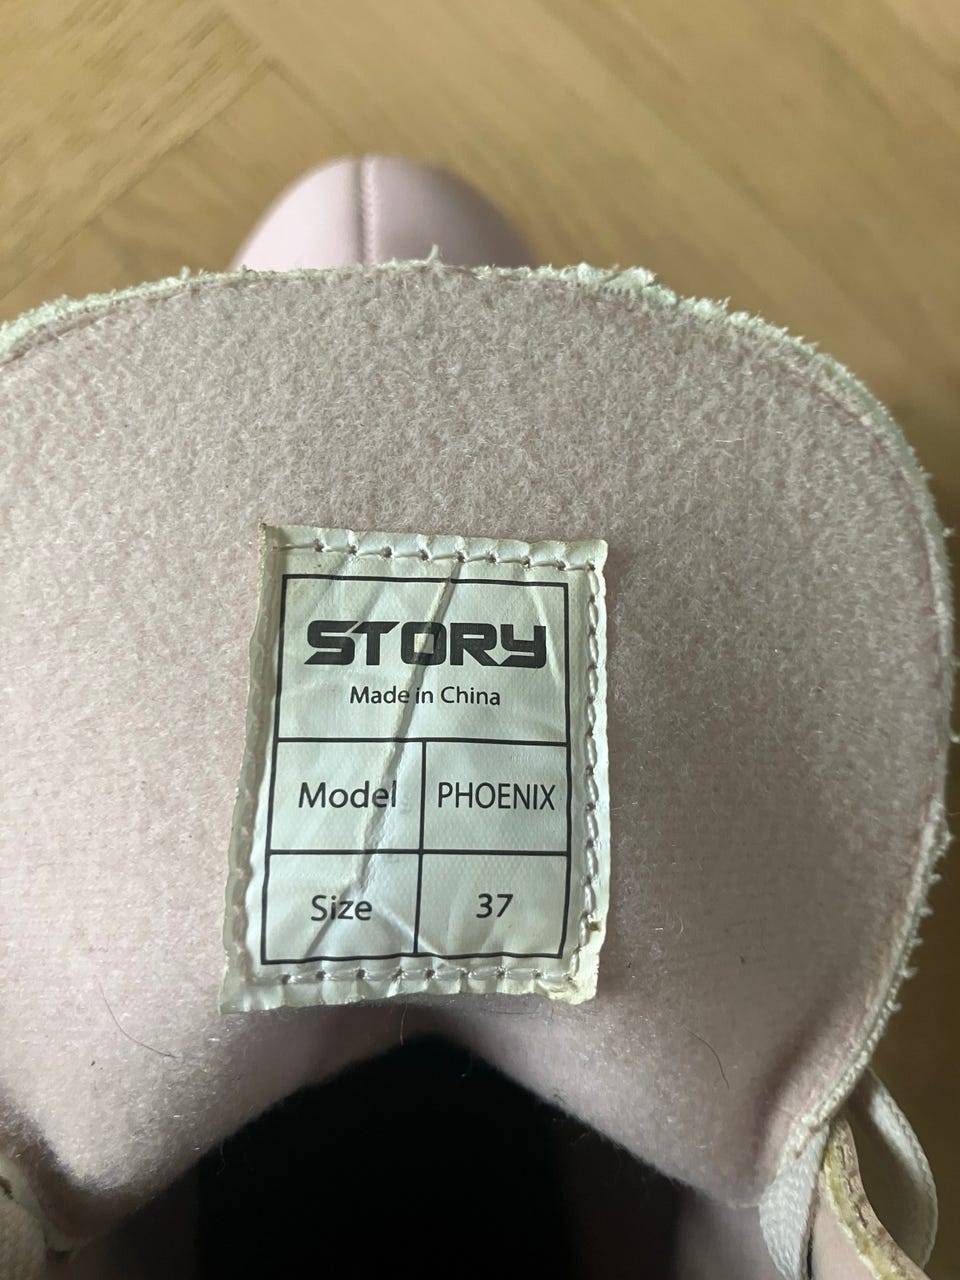 STORY
Made in China
Model PHOENIX
Size 37